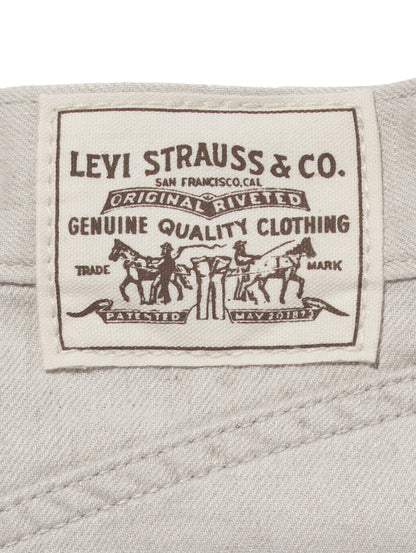 LEVI STRAUSS & CO.
SAN FRANCISCO, CAL
ORIGINAL RIVETED
GENUINE QUALITY CLOTHING
TRADE MARK
PATENTED MAY 20 1873